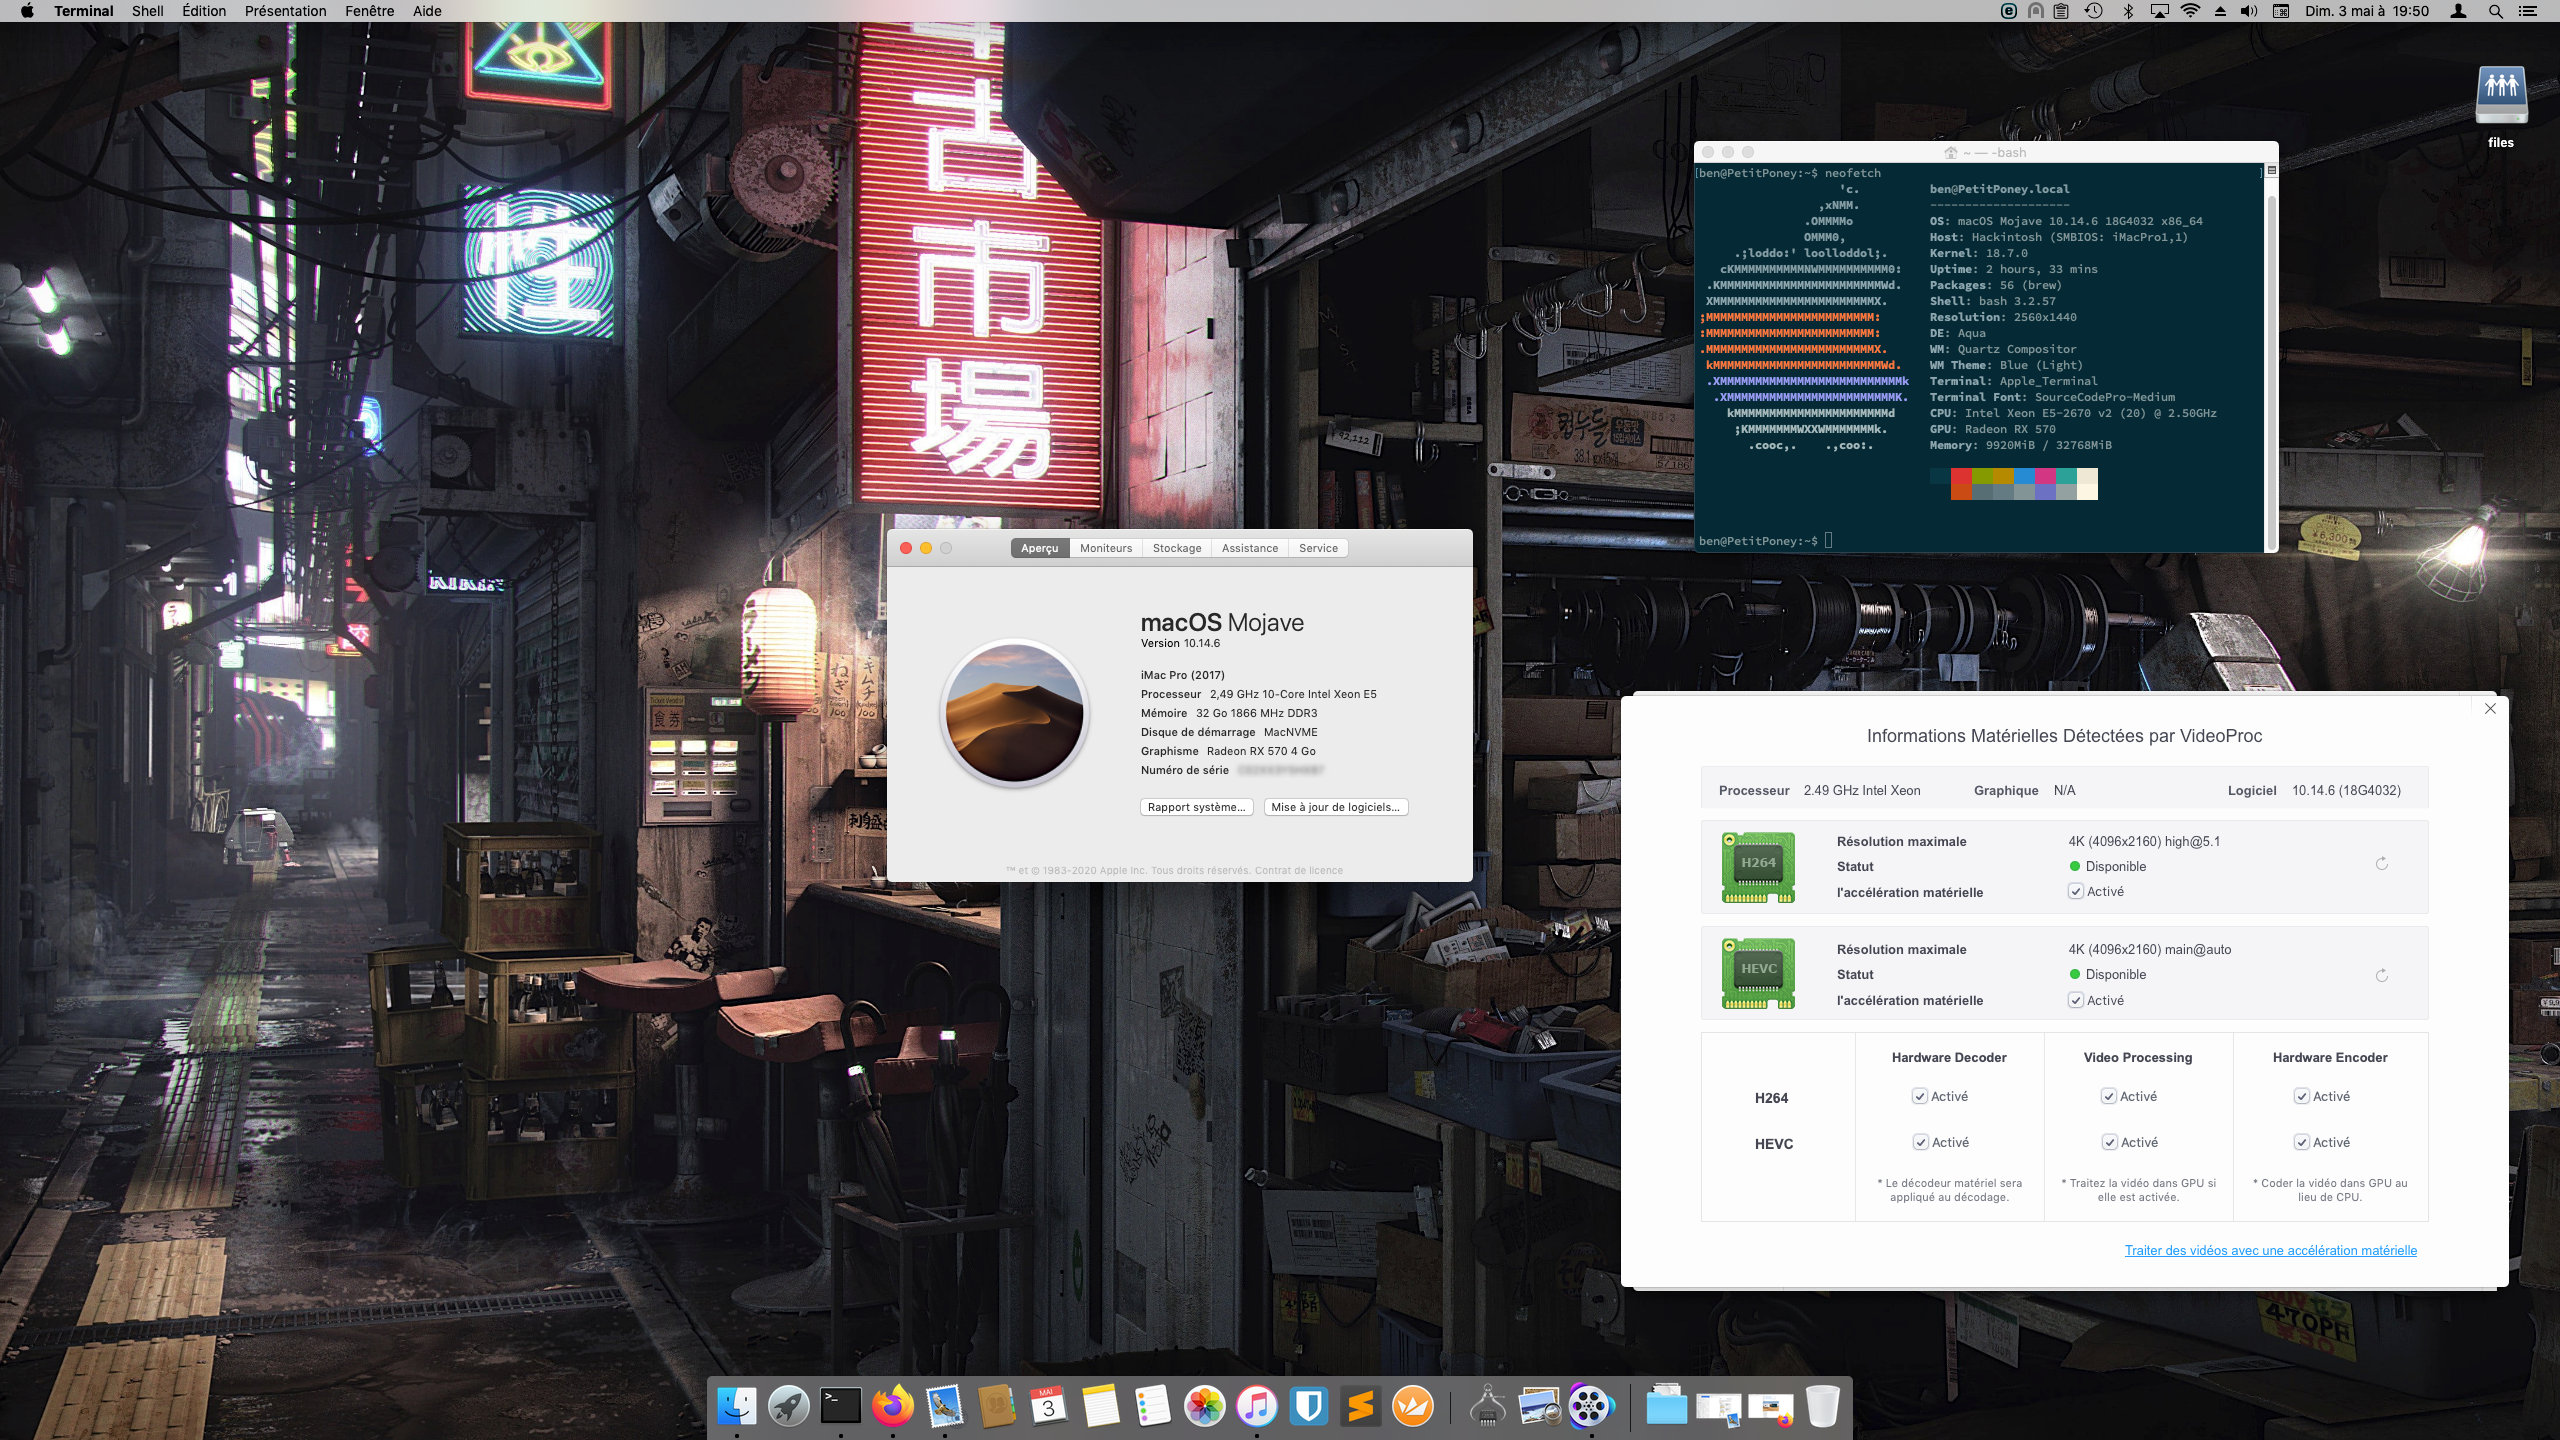 Terminal Shell Édition Présentation Fenêtre Aide
Dim. 3 mai à 19:50
files
古
市
場
性
KIRIN
食券
ねぎ
キムチ
KIRIN
~ — -bash
ben@PetitPoney:~$ neofetch
'c.
,xNMM.
.OMMMMo
OMMM0,
.;loddo:' loolloddol;.
cKMMMMMMMMMMNWMMMMMMMMMM0:
.KMMMMMMMMMMMMMMMMMMMMMMMWd.
XMMMMMMMMMMMMMMMMMMMMMMMX.
;MMMMMMMMMMMMMMMMMMMMMMMM:
:MMMMMMMMMMMMMMMMMMMMMMMM:
.MMMMMMMMMMMMMMMMMMMMMMMMX.
kMMMMMMMMMMMMMMMMMMMMMMMMWd.
.XMMMMMMMMMMMMMMMMMMMMMMMMMMk
.XMMMMMMMMMMMMMMMMMMMMMMMMK.
kMMMMMMMMMMMMMMMMMMMMMMd
;KMMMMMMMWXXWMMMMMMMk.
.cooc,. .,coo:.
ben@PetitPoney.local
--------------------
OS: macOS Mojave 10.14.6 18G4032 x86_64
Host: Hackintosh (SMBIOS: iMacPro1,1)
Kernel: 18.7.0
Uptime: 2 hours, 33 mins
Packages: 56 (brew)
Shell: bash 3.2.57
Resolution: 2560x1440
DE: Aqua
WM: Quartz Compositor
WM Theme: Blue (Light)
Terminal: Apple_Terminal
Terminal Font: SourceCodePro-Medium
CPU: Intel Xeon E5-2670 v2 (20) @ 2.50GHz
GPU: Radeon RX 570
Memory: 9920MiB / 32768MiB
ben@PetitPoney:~$
Aperçu Moniteurs Stockage Assistance Service
macOS Mojave
Version 10.14.6
iMac Pro (2017)
Processeur 2,49 GHz 10-Core Intel Xeon E5
Mémoire 32 Go 1866 MHz DDR3
Disque de démarrage MacNVME
Graphisme Radeon RX 570 4 Go
Numéro de série
Rapport système... Mise à jour de logiciels...
™ et © 1983-2020 Apple Inc. Tous droits réservés. Contrat de licence
Informations Matérielles Détectées par VideoProc
Processeur 2.49 GHz Intel Xeon Graphique N/A Logiciel 10.14.6 (18G4032)
H264
Résolution maximale 4K (4096x2160) high@5.1
Statut Disponible
l'accélération matérielle Activé
HEVC
Résolution maximale 4K (4096x2160) main@auto
Statut Disponible
l'accélération matérielle Activé
Hardware Decoder Video Processing Hardware Encoder
H264 Activé Activé Activé
HEVC Activé Activé Activé
* Le décodeur matériel sera appliqué au décodage.
* Traitez la vidéo dans GPU si elle est activée.
* Coder la vidéo dans GPU au lieu de CPU.
Traiter des vidéos avec une accélération matérielle
MAI
3